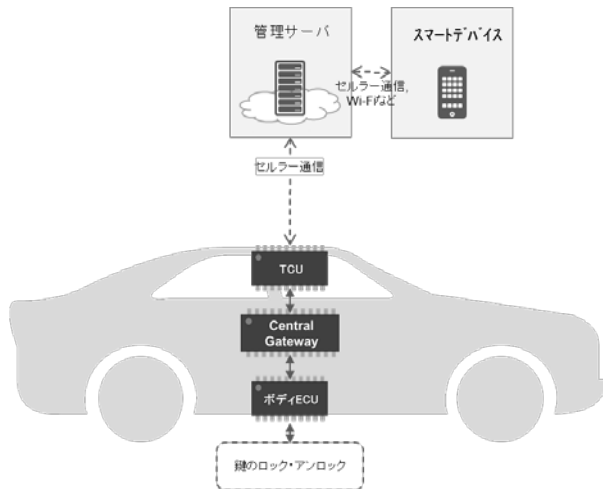 管理サーバ
スマートデバイス
セルラー通信,
Wi-Fiなど
セルラー通信
TCU
Central
Gateway
ボディECU
鍵のロック・アンロック